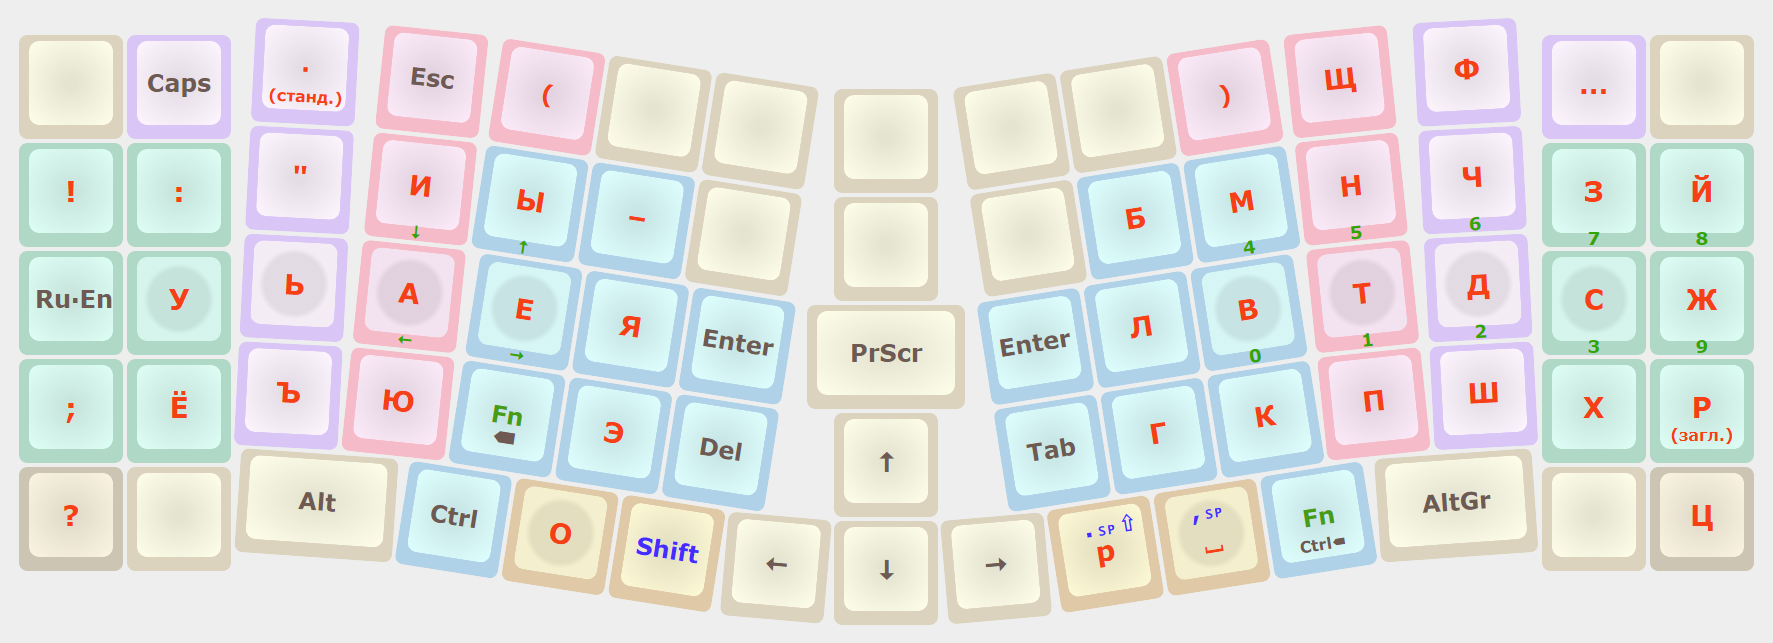 Caps . Esc ( ) Щ Ф ...
(станд.)
! : " И Ы – Б М Н Ч З Й
↓ ↑ 4 5 6 7 8
Ru·En У Ь А Е Я Enter PrScr Enter Л В Т Д С Ж
← → 0 1 2 3 9
; Ё Ъ Ю Fn Э Del ↑ Tab Г К П Ш Х Р
(загл.)
? Alt Ctrl О Shift ← ↓ → . SP ⇧ , SP Fn AltGr Ц
р ⎵ Ctrl